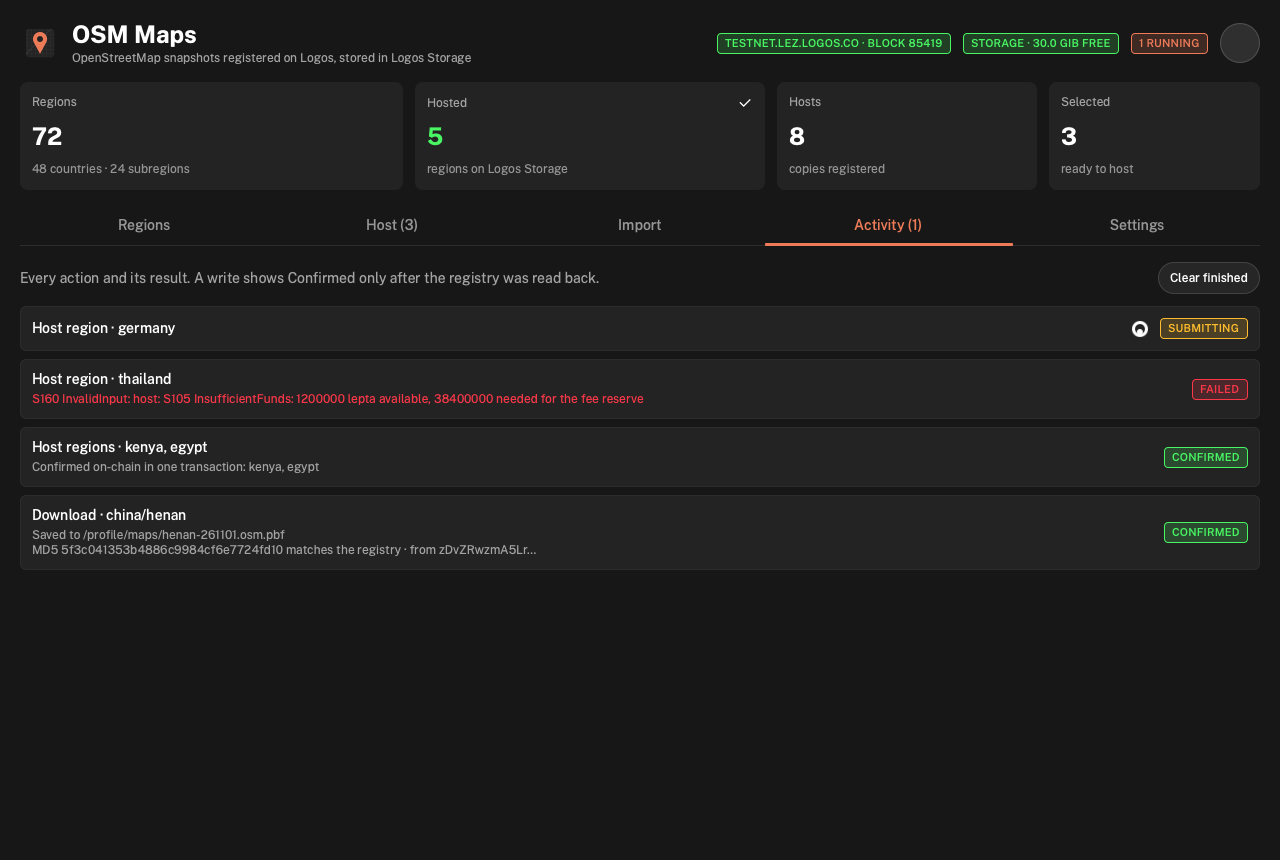 OSM Maps
OpenStreetMap snapshots registered on Logos, stored in Logos Storage
TESTNET.LEZ.LOGOS.CO · BLOCK 85419
STORAGE · 30.0 GIB FREE
1 RUNNING
Regions
72
48 countries · 24 subregions
Hosted
5
regions on Logos Storage
Hosts
8
copies registered
Selected
3
ready to host
Regions
Host (3)
Import
Activity (1)
Settings
Every action and its result. A write shows Confirmed only after the registry was read back.
Clear finished
Host region · germany
SUBMITTING
Host region · thailand
S160 InvalidInput: host: S105 InsufficientFunds: 1200000 lepta available, 38400000 needed for the fee reserve
FAILED
Host regions · kenya, egypt
Confirmed on-chain in one transaction: kenya, egypt
CONFIRMED
Download · china/henan
Saved to /profile/maps/henan-261101.osm.pbf
MD5 5f3c041353b4886c9984cf6e7724fd10 matches the registry · from zDvZRwzmA5Lr…
CONFIRMED